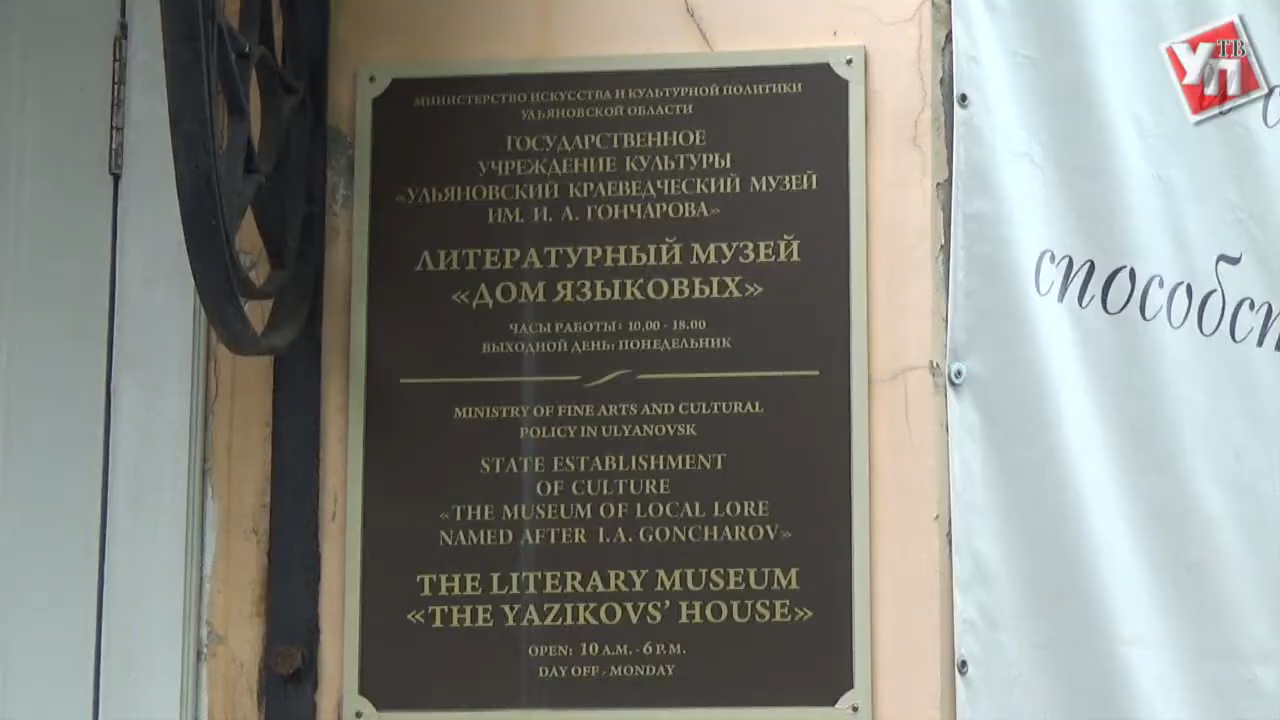 МИНИСТЕРСТВО ИСКУССТВА И КУЛЬТУРНОЙ ПОЛИТИКИ
УЛЬЯНОВСКОЙ ОБЛАСТИ
ГОСУДАРСТВЕННОЕ
УЧРЕЖДЕНИЕ КУЛЬТУРЫ
«УЛЬЯНОВСКИЙ КРАЕВЕДЧЕСКИЙ МУЗЕЙ
ИМ. И. А. ГОНЧАРОВА»
ЛИТЕРАТУРНЫЙ МУЗЕЙ
«ДОМ ЯЗЫКОВЫХ»
ЧАСЫ РАБОТЫ: 10.00 - 18.00
ВЫХОДНОЙ ДЕНЬ: ПОНЕДЕЛЬНИК
MINISTRY OF FINE ARTS AND CULTURAL
POLICY IN ULYANOVSK
STATE ESTABLISHMENT
OF CULTURE
«THE MUSEUM OF LOCAL LORE
NAMED AFTER I.A. GONCHAROV»
THE LITERARY MUSEUM
«THE YAZIKOVS’ HOUSE»
OPEN: 10 A.M. - 6 P.M.
DAY OFF - MONDAY
УП ТВ
способст